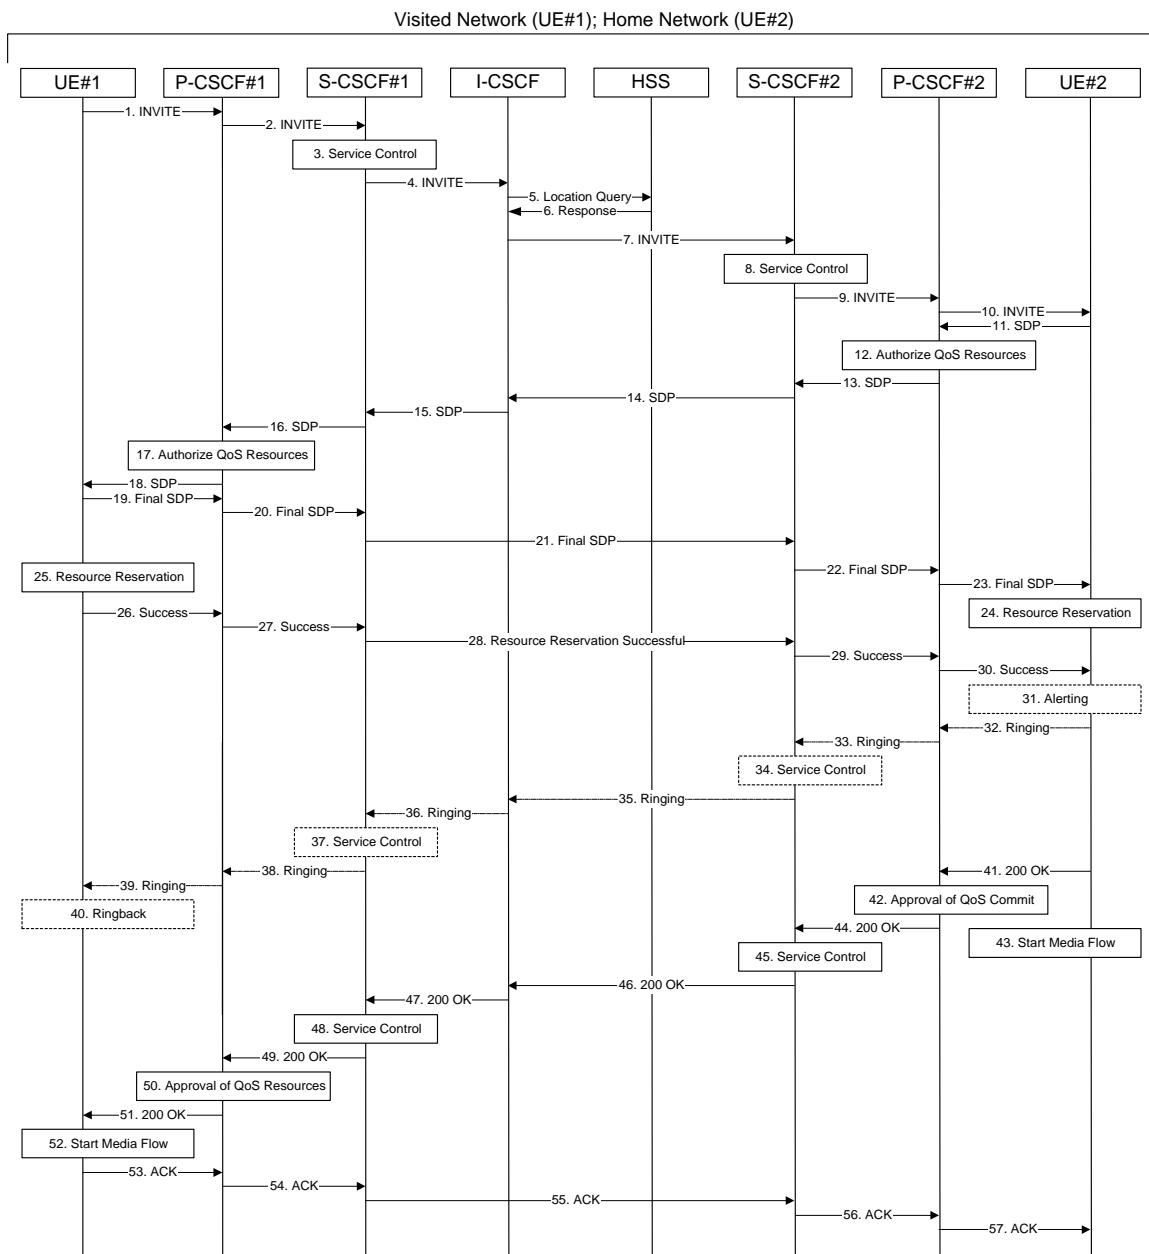 Visited Network (UE#1); Home Network (UE#2)
UE#1 P-CSCF#1 S-CSCF#1 I-CSCF HSS S-CSCF#2 P-CSCF#2 UE#2
1. INVITE
2. INVITE
3. Service Control
4. INVITE
5. Location Query
6. Response
7. INVITE
8. Service Control
9. INVITE
10. INVITE
11. SDP
12. Authorize QoS Resources
13. SDP
14. SDP
15. SDP
16. SDP
17. Authorize QoS Resources
18. SDP
19. Final SDP
20. Final SDP
21. Final SDP
22. Final SDP
25. Resource Reservation
23. Final SDP
26. Success
24. Resource Reservation
27. Success
28. Resource Reservation Successful
29. Success
30. Success
31. Alerting
32. Ringing
33. Ringing
34. Service Control
35. Ringing
36. Ringing
37. Service Control
38. Ringing
41. 200 OK
39. Ringing
42. Approval of QoS Commit
40. Ringback
44. 200 OK
43. Start Media Flow
45. Service Control
46. 200 OK
47. 200 OK
48. Service Control
49. 200 OK
50. Approval of QoS Resources
51. 200 OK
52. Start Media Flow
53. ACK
54. ACK
55. ACK
56. ACK
57. ACK